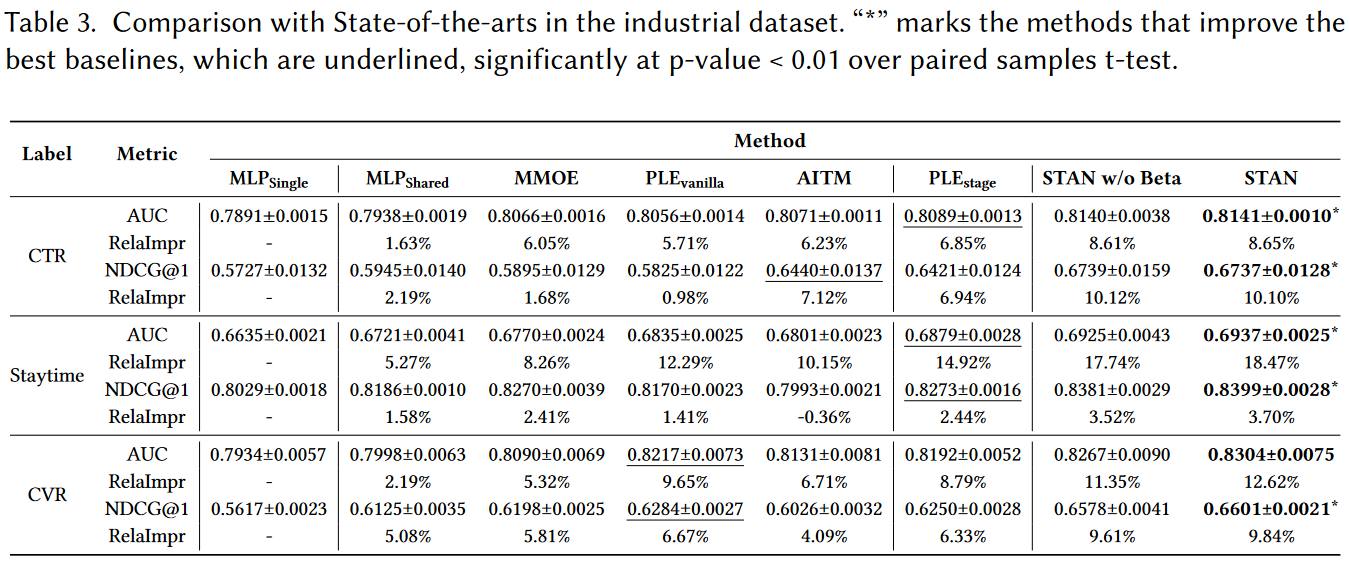 Table 3. Comparison with State-of-the-arts in the industrial dataset. “*” marks the methods that improve the
best baselines, which are underlined, significantly at p-value < 0.01 over paired samples t-test.
Label Metric Method
MLPSingle MLPShared MMOE PLEvanilla AITM PLEstage STAN w/o Beta STAN
CTR AUC 0.7891±0.0015 0.7938±0.0019 0.8066±0.0016 0.8056±0.0014 0.8071±0.0011 0.8089±0.0013 0.8140±0.0038 0.8141±0.0010*
RelaImpr - 1.63% 6.05% 5.71% 6.23% 6.85% 8.61% 8.65%
NDCG@1 0.5727±0.0132 0.5945±0.0140 0.5895±0.0129 0.5825±0.0122 0.6440±0.0137 0.6421±0.0124 0.6739±0.0159 0.6737±0.0128*
RelaImpr - 2.19% 1.68% 0.98% 7.12% 6.94% 10.12% 10.10%
Staytime AUC 0.6635±0.0021 0.6721±0.0041 0.6770±0.0024 0.6835±0.0025 0.6801±0.0023 0.6879±0.0028 0.6925±0.0043 0.6937±0.0025*
RelaImpr - 5.27% 8.26% 12.29% 10.15% 14.92% 17.74% 18.47%
NDCG@1 0.8029±0.0018 0.8186±0.0010 0.8270±0.0039 0.8170±0.0023 0.7993±0.0021 0.8273±0.0016 0.8381±0.0029 0.8399±0.0028*
RelaImpr - 1.58% 2.41% 1.41% -0.36% 2.44% 3.52% 3.70%
CVR AUC 0.7934±0.0057 0.7998±0.0063 0.8090±0.0069 0.8217±0.0073 0.8131±0.0081 0.8192±0.0052 0.8267±0.0090 0.8304±0.0075
RelaImpr - 2.19% 5.32% 9.65% 6.71% 8.79% 11.35% 12.62%
NDCG@1 0.5617±0.0023 0.6125±0.0035 0.6198±0.0025 0.6284±0.0027 0.6026±0.0032 0.6250±0.0028 0.6578±0.0041 0.6601±0.0021*
RelaImpr - 5.08% 5.81% 6.67% 4.09% 6.33% 9.61% 9.84%